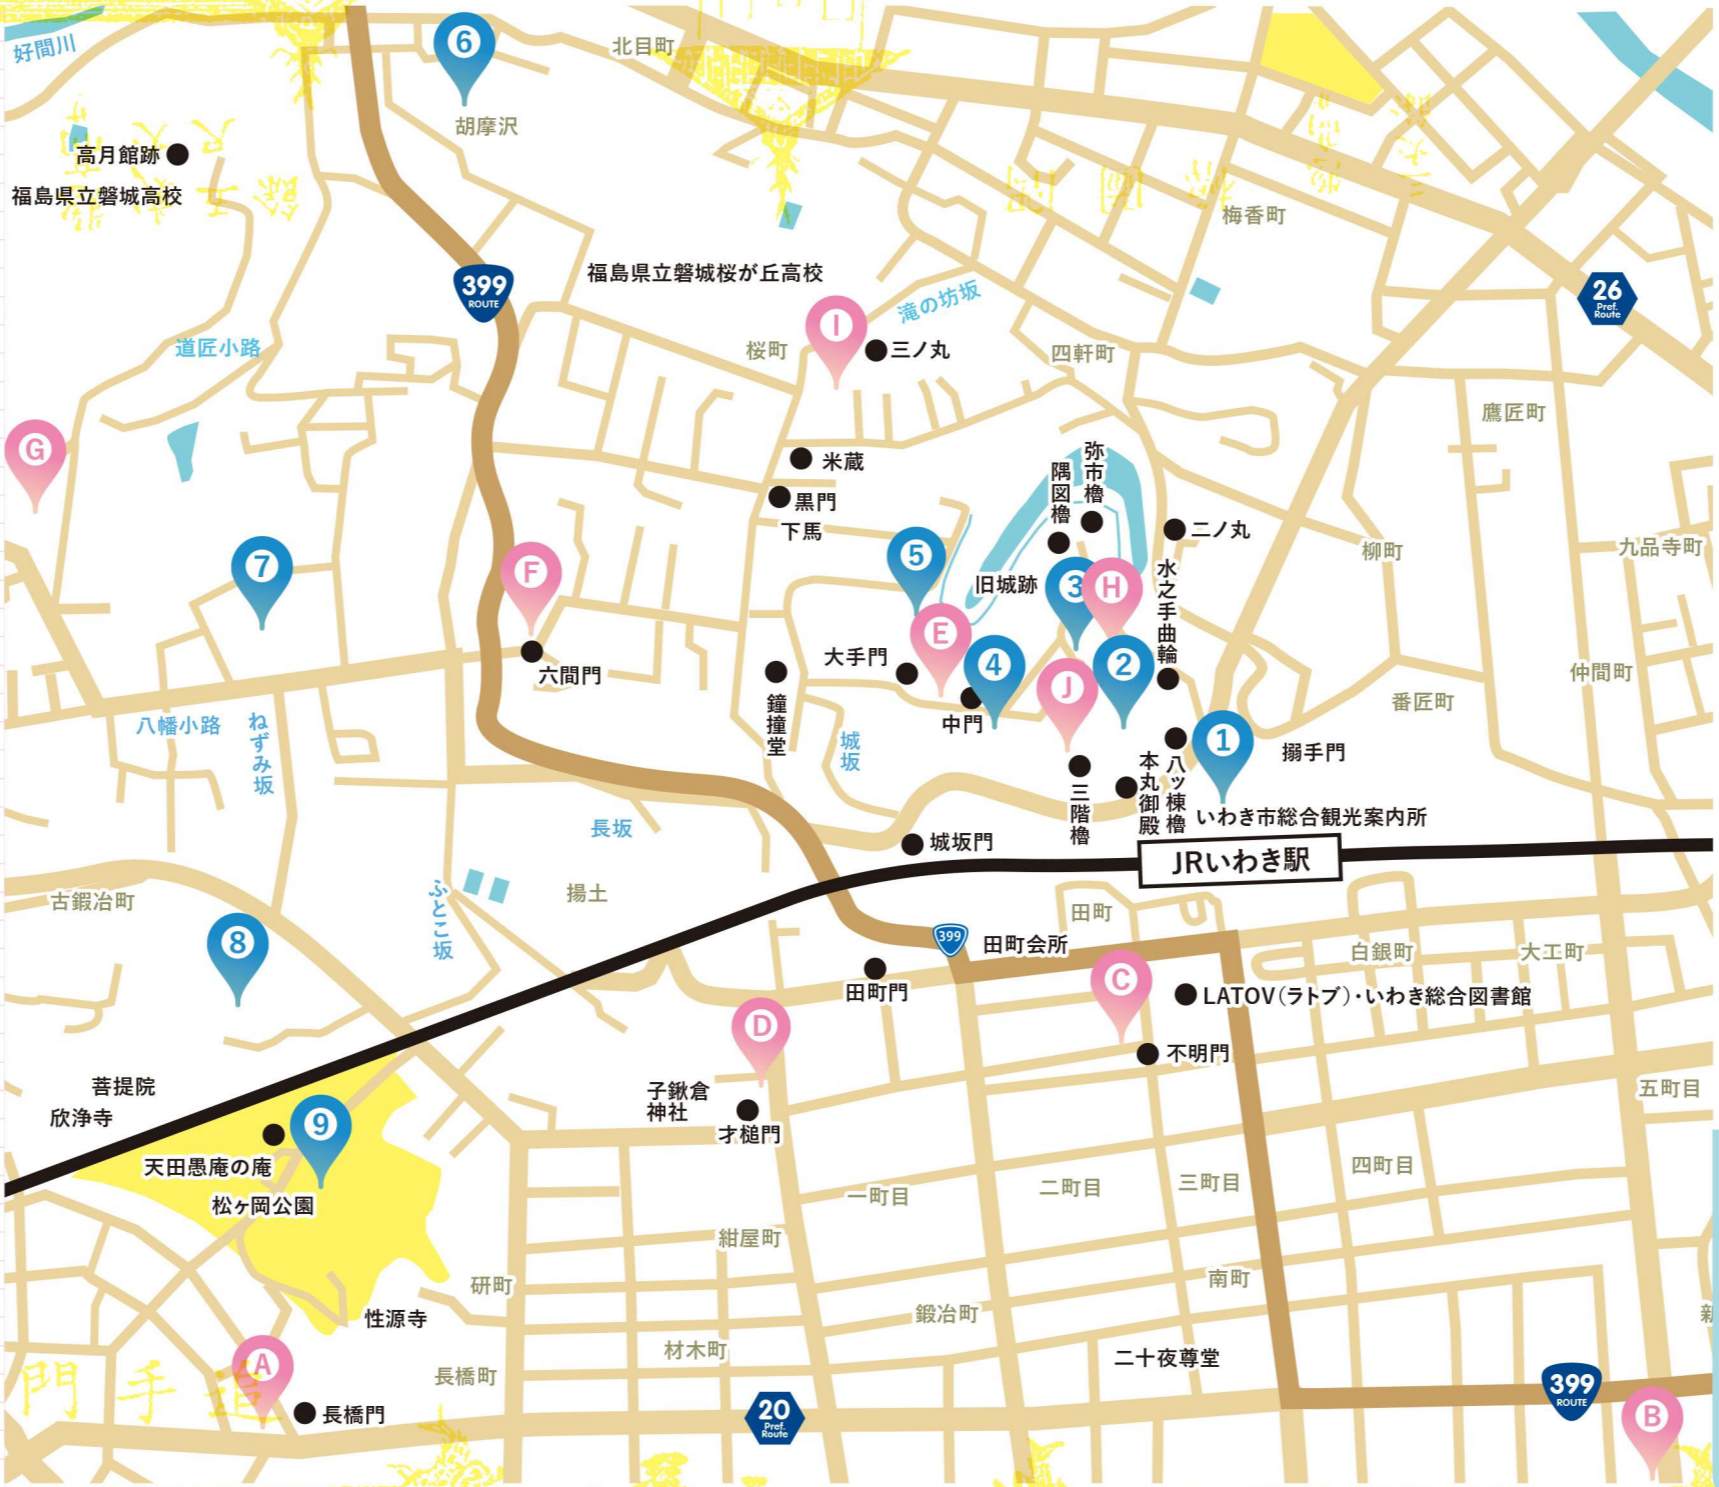 好間川
6
北目町
胡摩沢
高月館跡
福島県立磐城高校
梅香町
399
ROUTE
福島県立磐城桜が丘高校
滝の坊坂
26
Pref.
Route
I
三ノ丸
道匠小路
桜町
四軒町
鷹匠町
G
米蔵
弥市櫓
隅図櫓
黒門
下馬
二ノ丸
柳町
九品寺町
5
7
F
旧城跡
3
H
水之手曲輪
E
大手門
4
2
六間門
J
仲間町
鐘撞堂
中門
番匠町
八幡小路
ねずみ坂
城坂
1
搦手門
三階櫓
本丸御殿
八ッ棟櫓
いわき市総合観光案内所
長坂
城坂門
JRいわき駅
古鍛冶町
ふとこ坂
揚土
田町
8
399
田町会所
白銀町
大工町
田町門
C
LATOV(ラトブ)・いわき総合図書館
D
不明門
菩提院
欣浄寺
子鍬倉
神社
才槌門
五町目
9
天田愚庵の庵
松ヶ岡公園
一町目
二町目
三町目
四町目
紺屋町
研町
南町
性源寺
鍛冶町
新
材木町
二十夜尊堂
A
長橋町
門手追
長橋門
20
Pref.
Route
399
ROUTE
B